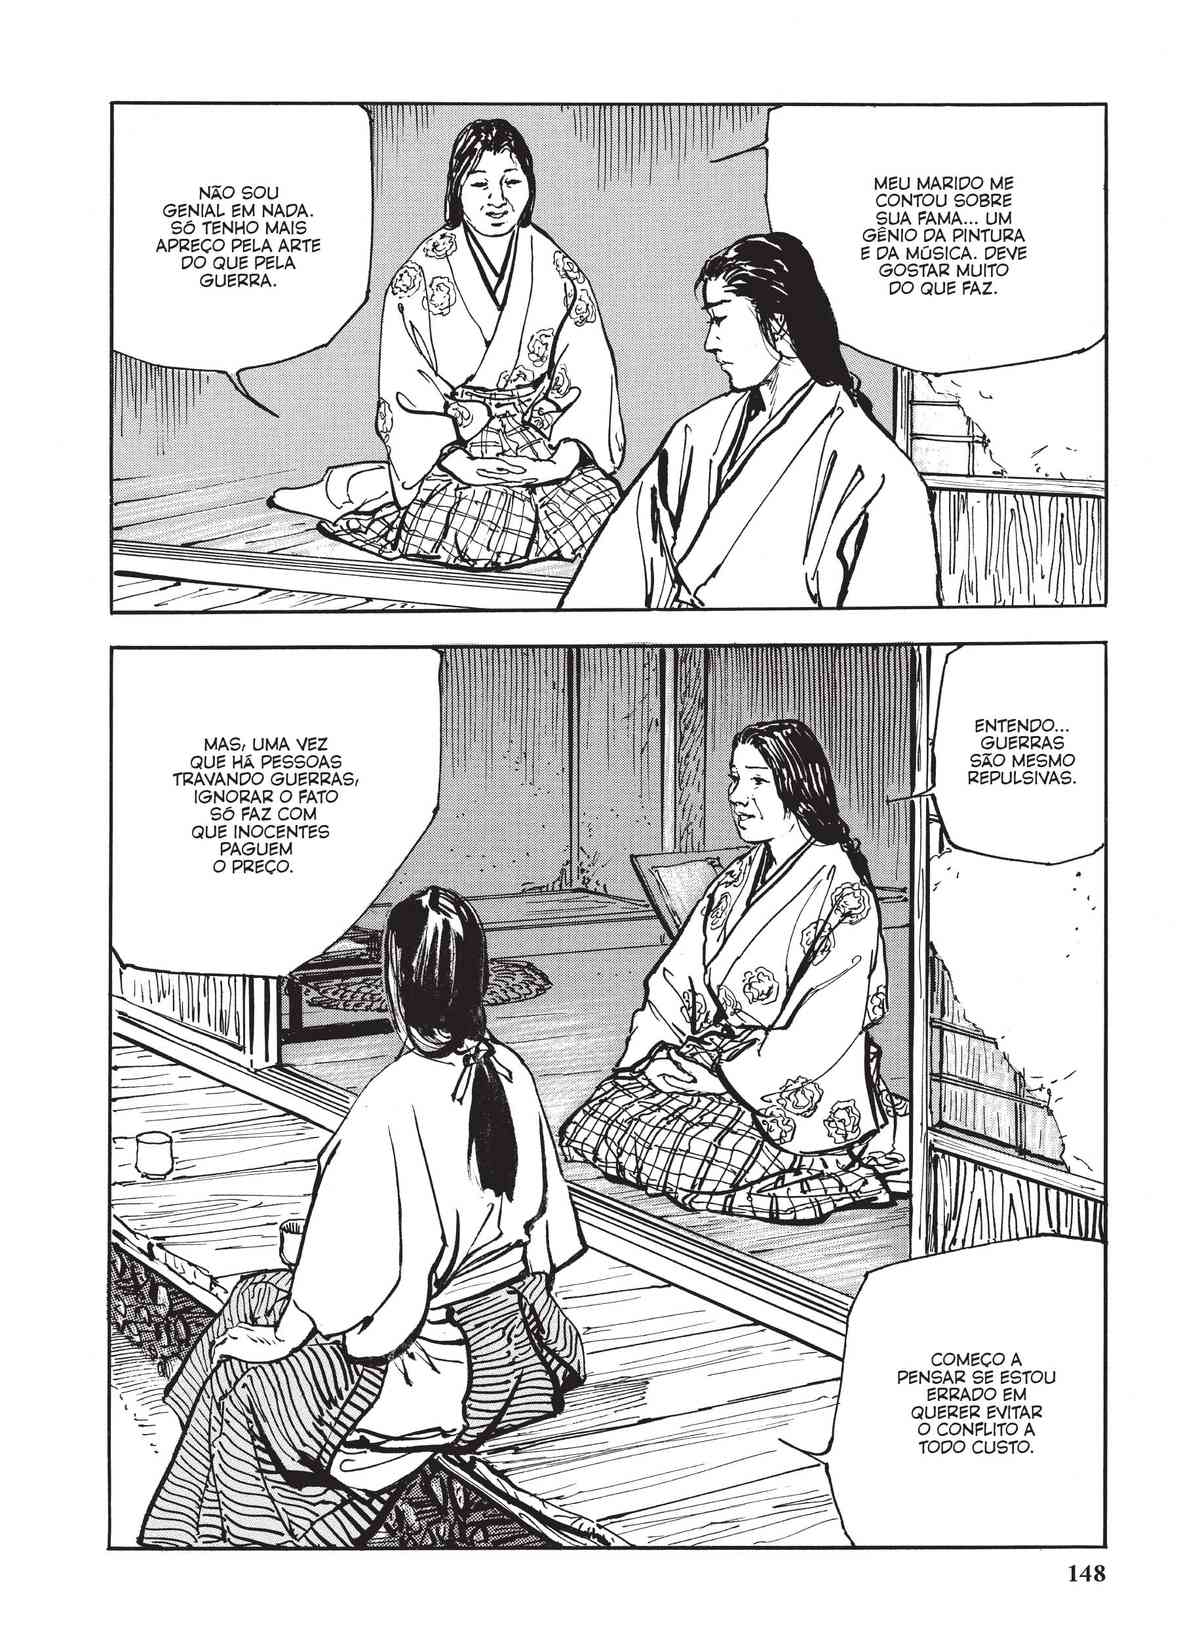 MEU MARIDO ME
CONTOU SOBRE
SUA FAMA... UM
GÊNIO DA PINTURA
E DA MÚSICA. DEVE
GOSTAR MUITO
DO QUE FAZ.
NÃO SOU
GENIAL EM NADA.
SÓ TENHO MAIS
APREÇO PELA ARTE
DO QUE PELA
GUERRA.
ENTENDO...
GUERRAS
SÃO MESMO
REPULSIVAS.
MAS, UMA VEZ
QUE HÁ PESSOAS
TRAVANDO GUERRAS,
IGNORAR O FATO
SÓ FAZ COM
QUE INOCENTES
PAGUEM
O PREÇO.
COMEÇO A
PENSAR SE ESTOU
ERRADO EM
QUERER EVITAR
O CONFLITO A
TODO CUSTO.
148